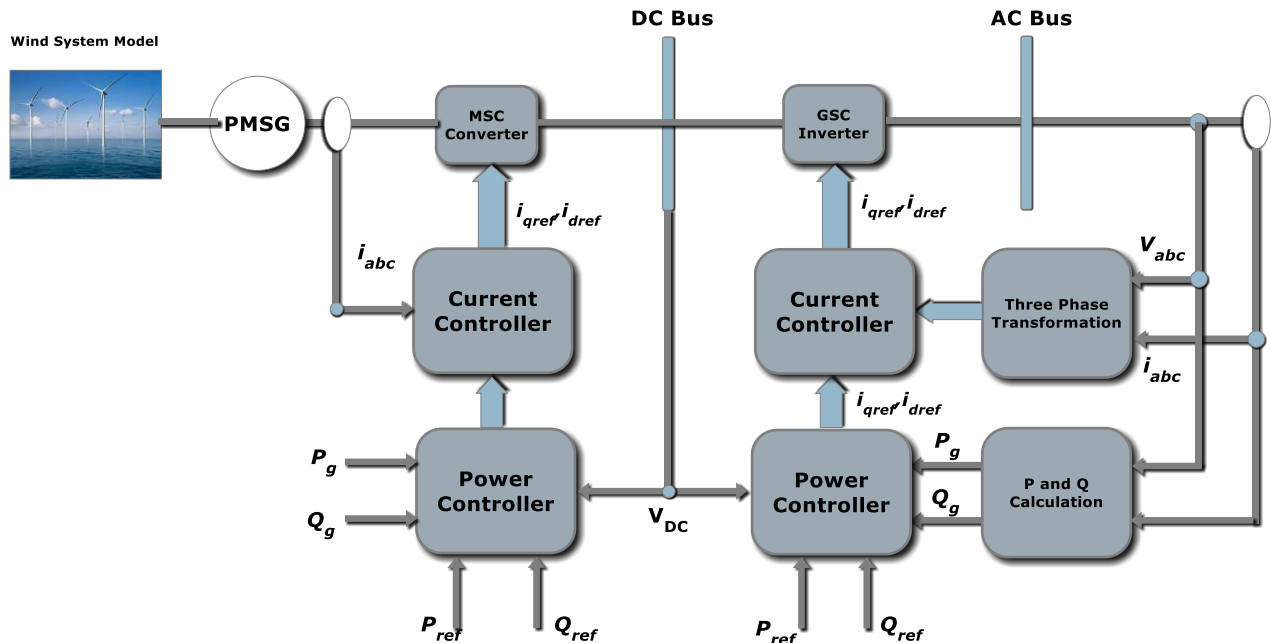 DC Bus
AC Bus
Wind System Model
PMSG
MSC
Converter
GSC
Inverter
iqref,idref
iqref,idref
iabc
Vabc
Current
Controller
Current
Controller
Three Phase
Transformation
iabc
iqref,idref
Pg
Qg
Power
Controller
VDC
Power
Controller
Pg
Qg
P and Q
Calculation
Pref
Qref
Pref
Qref